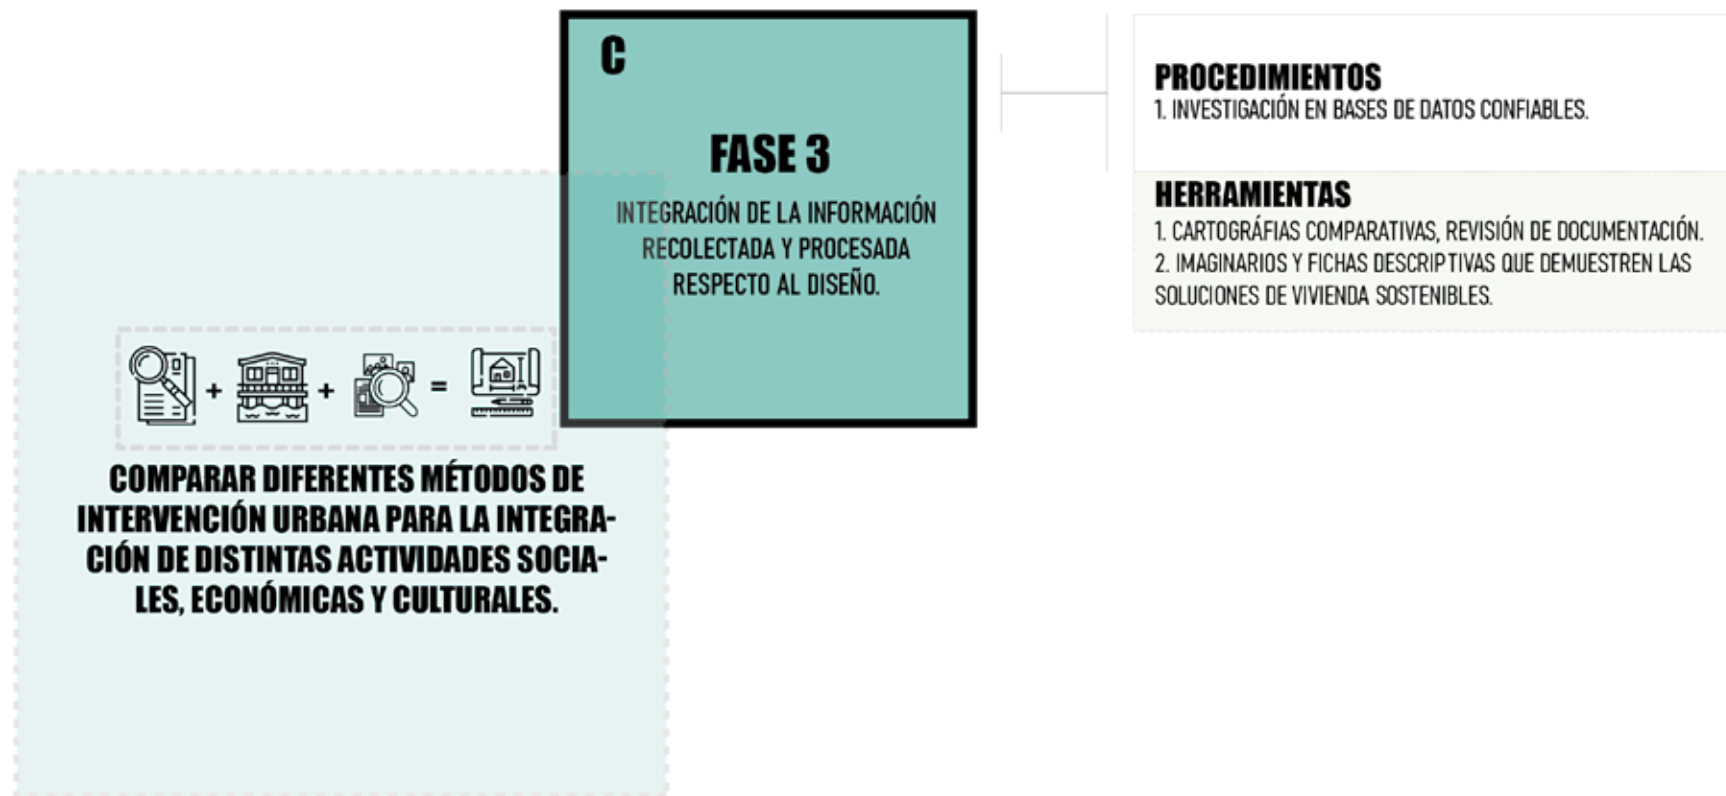 C
FASE 3
INTEGRACIÓN DE LA INFORMACIÓN
RECOLECTADA Y PROCESADA
RESPECTO AL DISEÑO.
PROCEDIMIENTOS
1. INVESTIGACIÓN EN BASES DE DATOS CONFIABLES.
HERRAMIENTAS
1. CARTOGRÁFIAS COMPARATIVAS, REVISIÓN DE DOCUMENTACIÓN.
2. IMAGINARIOS Y FICHAS DESCRIPTIVAS QUE DEMUESTREN LAS
SOLUCIONES DE VIVIENDA SOSTENIBLES.
+ + =
COMPARAR DIFERENTES MÉTODOS DE
INTERVENCIÓN URBANA PARA LA INTEGRA-
CIÓN DE DISTINTAS ACTIVIDADES SOCIA-
LES, ECONÓMICAS Y CULTURALES.